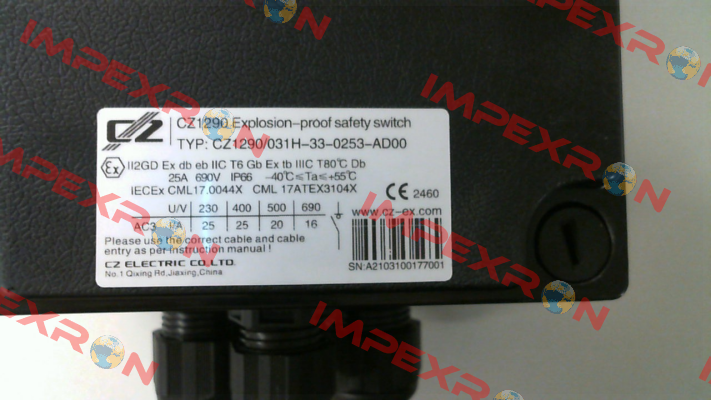 CZ
CZ1290 Explosion-proof safety switch
TYP: CZ1290/031H-33-0253-AD00
Ex II2GD Ex db eb IIC T6 Gb Ex tb IIIC T80℃ Db
25A 690V IP66 -40℃≤Ta≤+55℃
IECEx CML17.0044X CML 17ATEX3104X
CE 2460
U/V 230 400 500 690
www.cz-ex.com
AC3 I/A 25 25 20 16
Please use the correct cable and cable
entry as per instruction manual !
CZ ELECTRIC CO.,LTD.
No.1 Qixing Rd,Jiaxing,China
SN:A2103100177001
IMPEXRON
IMPEXRON
IMPEXRON
IMPEXRON
IMPEXRON